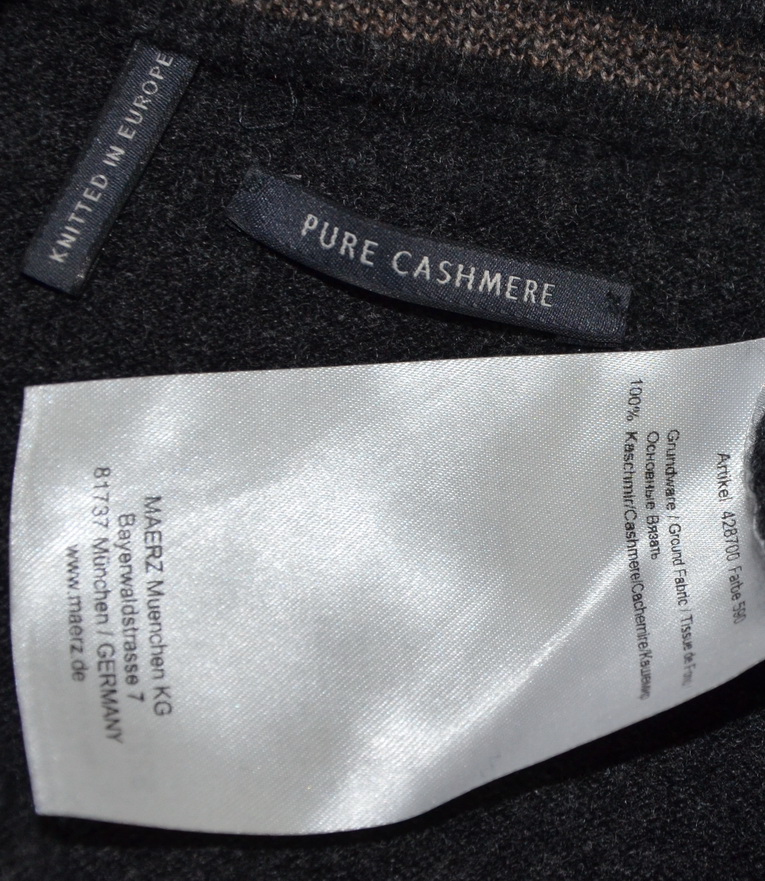 KNITTED IN EUROPE
PURE CASHMERE
Artikel 428700 Farbe 590
Grundware / Ground Fabric / Tissue de
Основные Вязать
100% Kaschmir/Cashmere/Cachemire/Кашемир
MAERZ Muenchen KG
Bayerwaldstrasse 7
81737 München / GERMANY
www.maerz.de